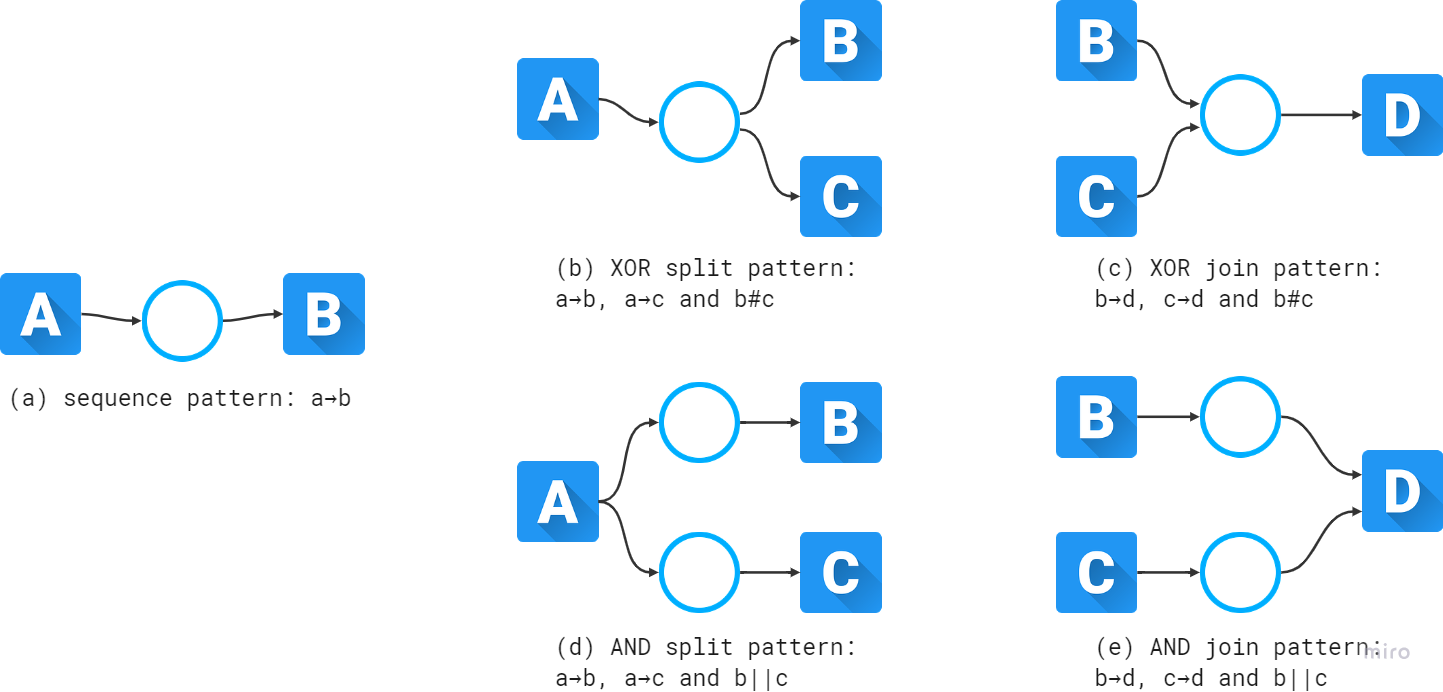 A
B
(a) sequence pattern: a→b
A
B
C
(b) XOR split pattern:
a→b, a→c and b#c
B
C
D
(c) XOR join pattern:
b→d, c→d and b#c
A
B
C
(d) AND split pattern:
a→b, a→c and b||c
B
C
D
(e) AND join pattern:
b→d, c→d and b||c
miro